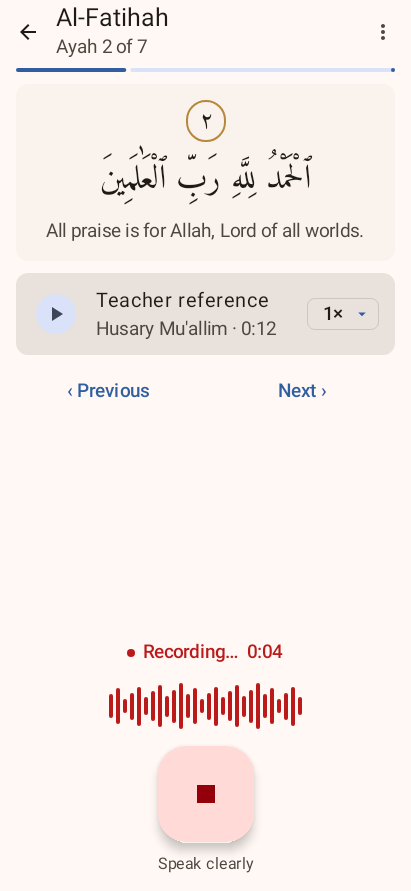 Al-Fatihah
Ayah 2 of 7
٢
ٱلْحَمْدُ لِلَّهِ رَبِّ ٱلْعَٰلَمِينَ
All praise is for Allah, Lord of all worlds.
Teacher reference
Husary Mu'allim · 0:12
1×
‹ Previous
Next ›
Recording… 0:04
Speak clearly